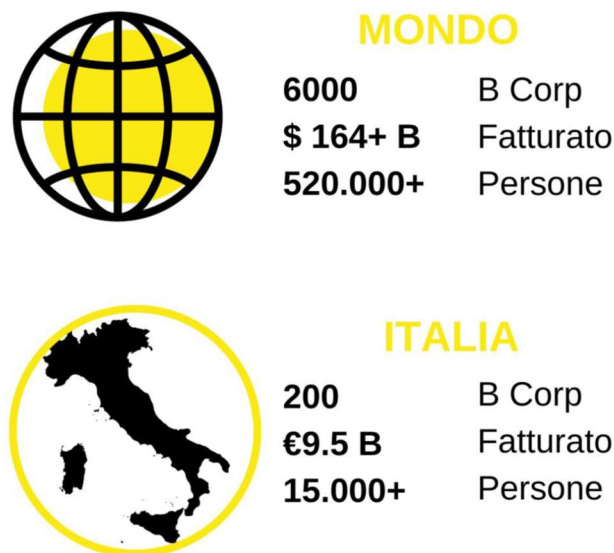 MONDO
6000 B Corp
$ 164+ B Fatturato
520.000+ Persone
ITALIA
200 B Corp
€9.5 B Fatturato
15.000+ Persone